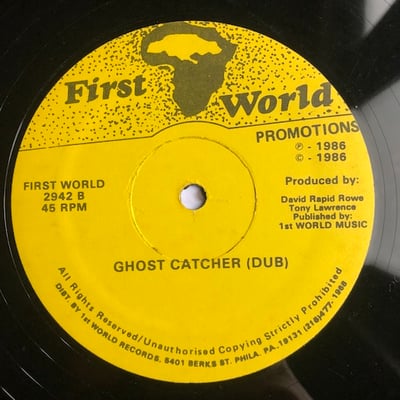 First World
PROMOTIONS
℗ - 1986
© - 1986
FIRST WORLD
2942 B
45 RPM
Produced by:
David Rapid Rowe
Tony Lawrence
Published by:
1st WORLD MUSIC
GHOST CATCHER (DUB)
All Rights Reserved/Unauthorised Copying Strictly Prohibited
DIST. BY 1st WORLD RECORDS, 5401 BERKS ST. PHILA. PA. 19131 (215)477-1968